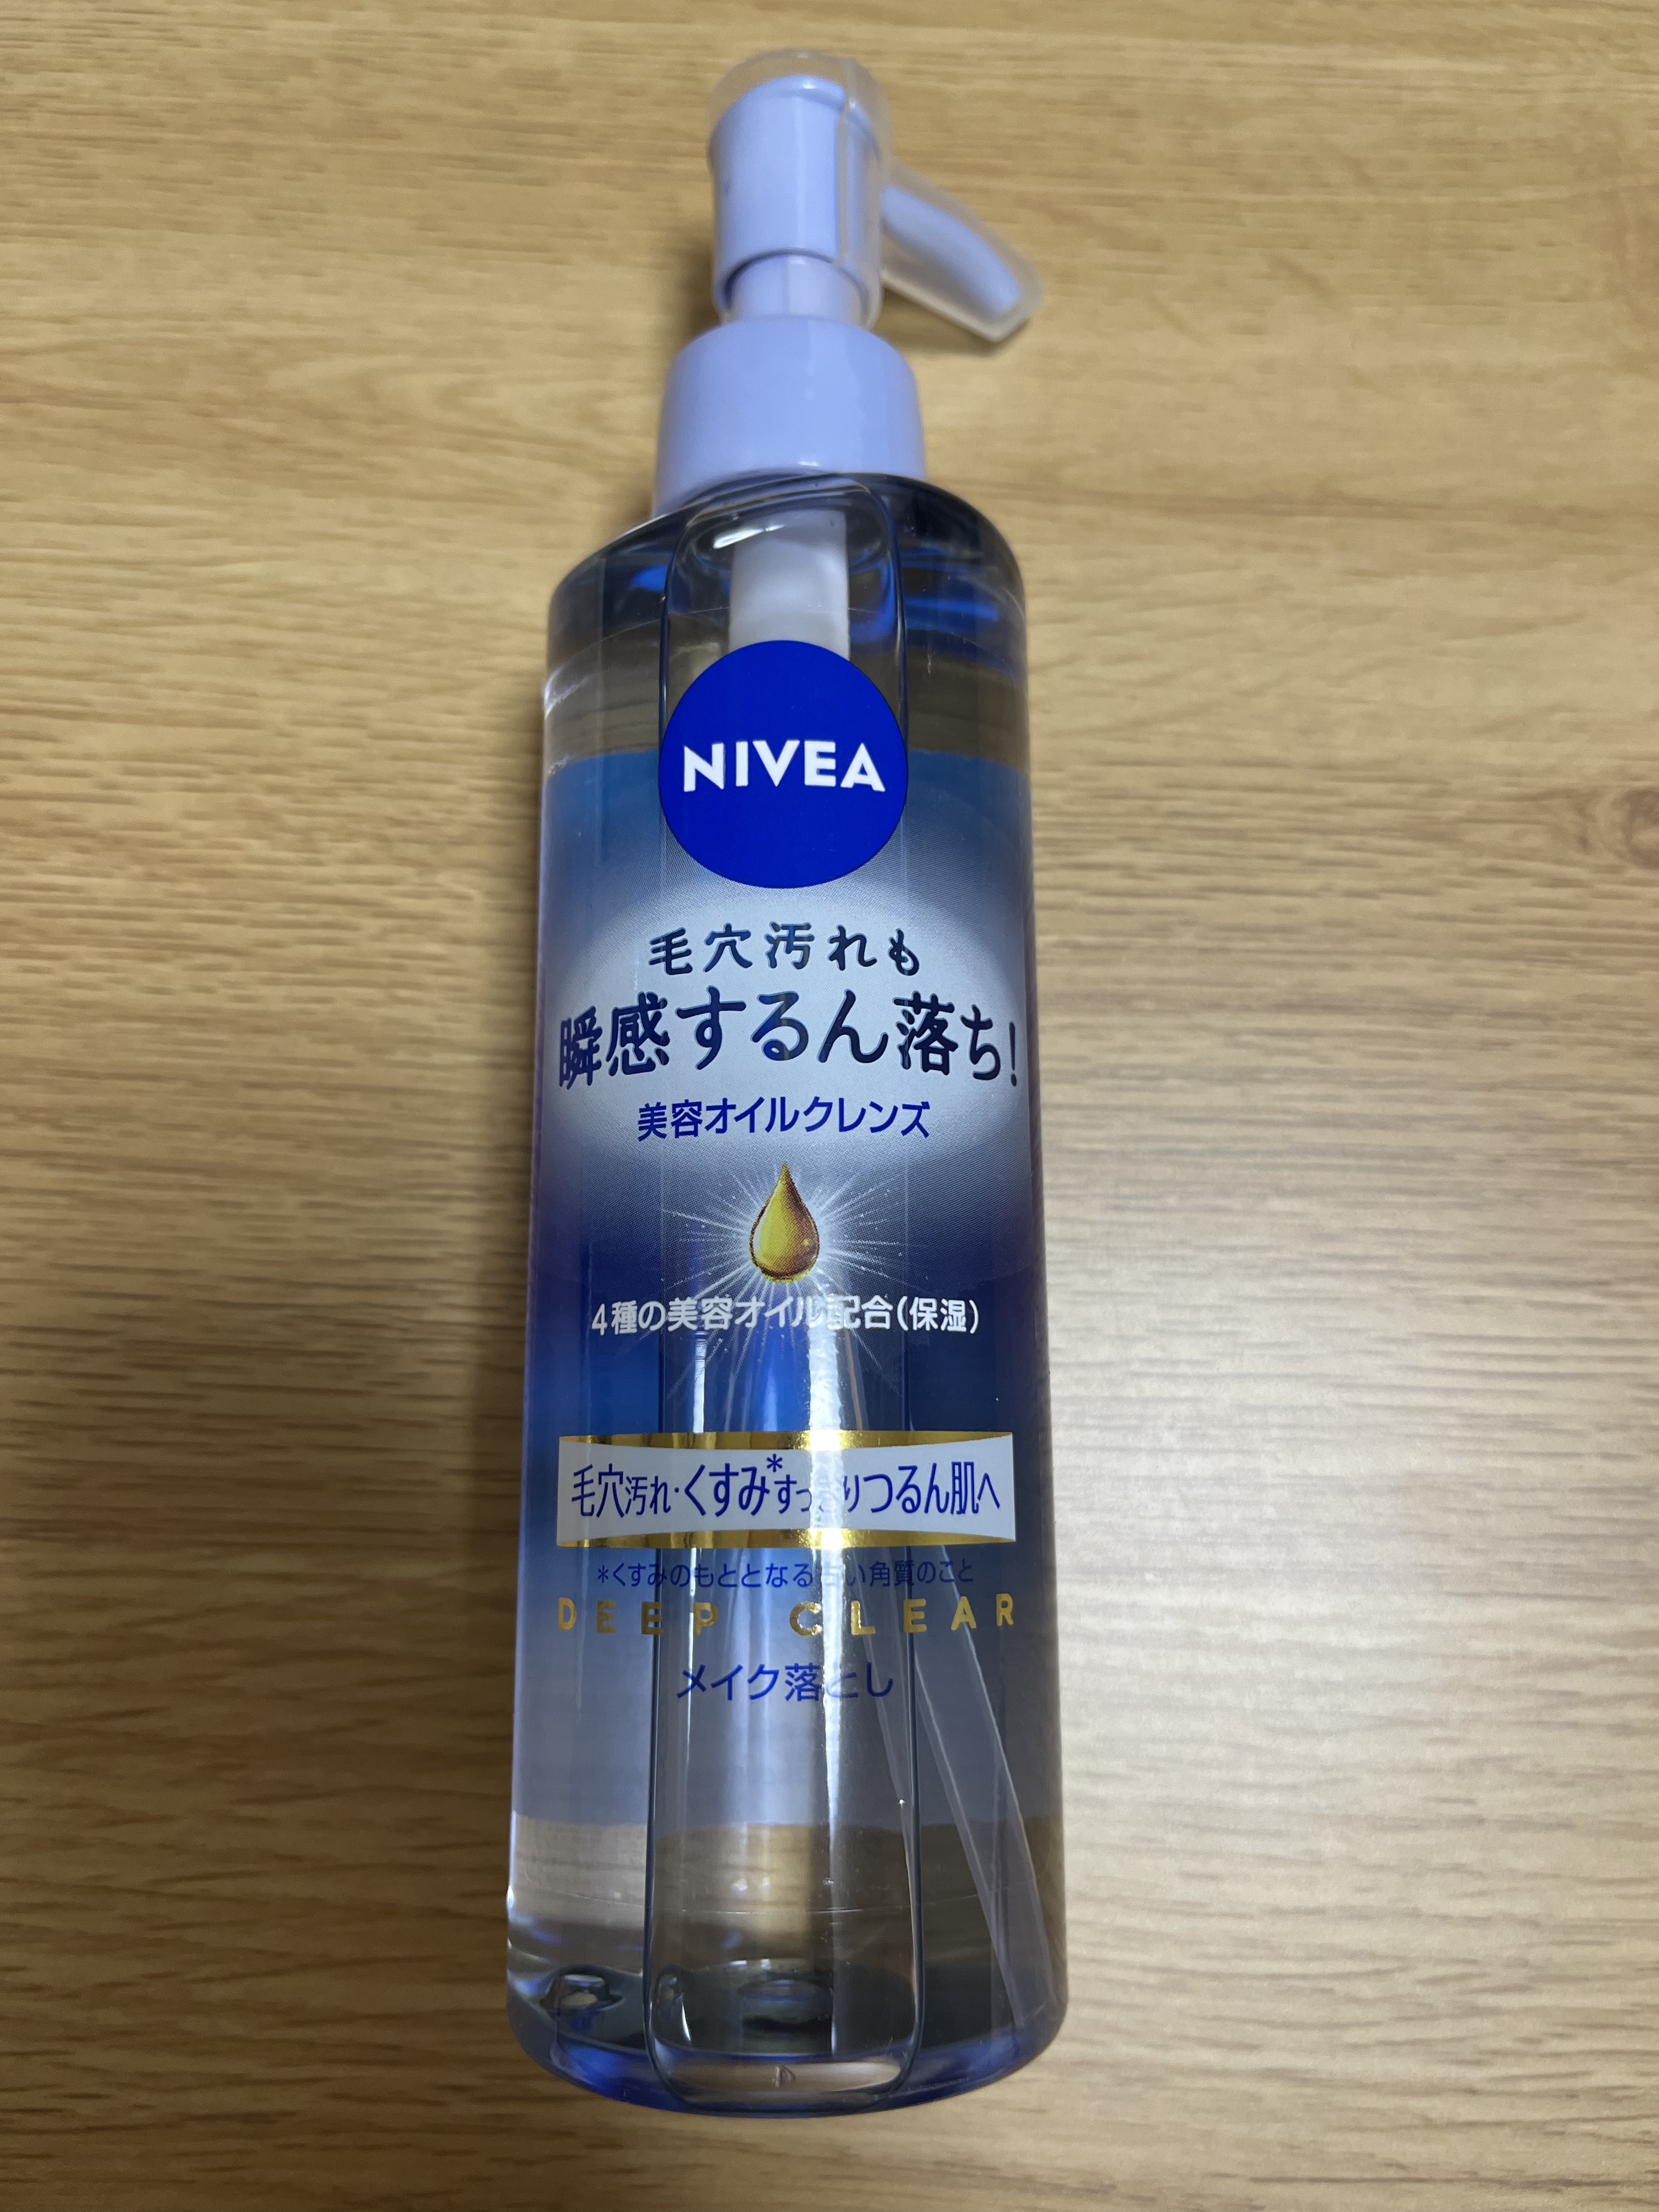 NIVEA
毛穴汚れも
瞬感するん落ち!
美容オイルクレンズ
4種の美容オイル配合(保湿)
毛穴汚れ・くすみ*すっきりつるん肌へ
*くすみのもととなる古い角質のこと
DEEP CLEAR
メイク落とし